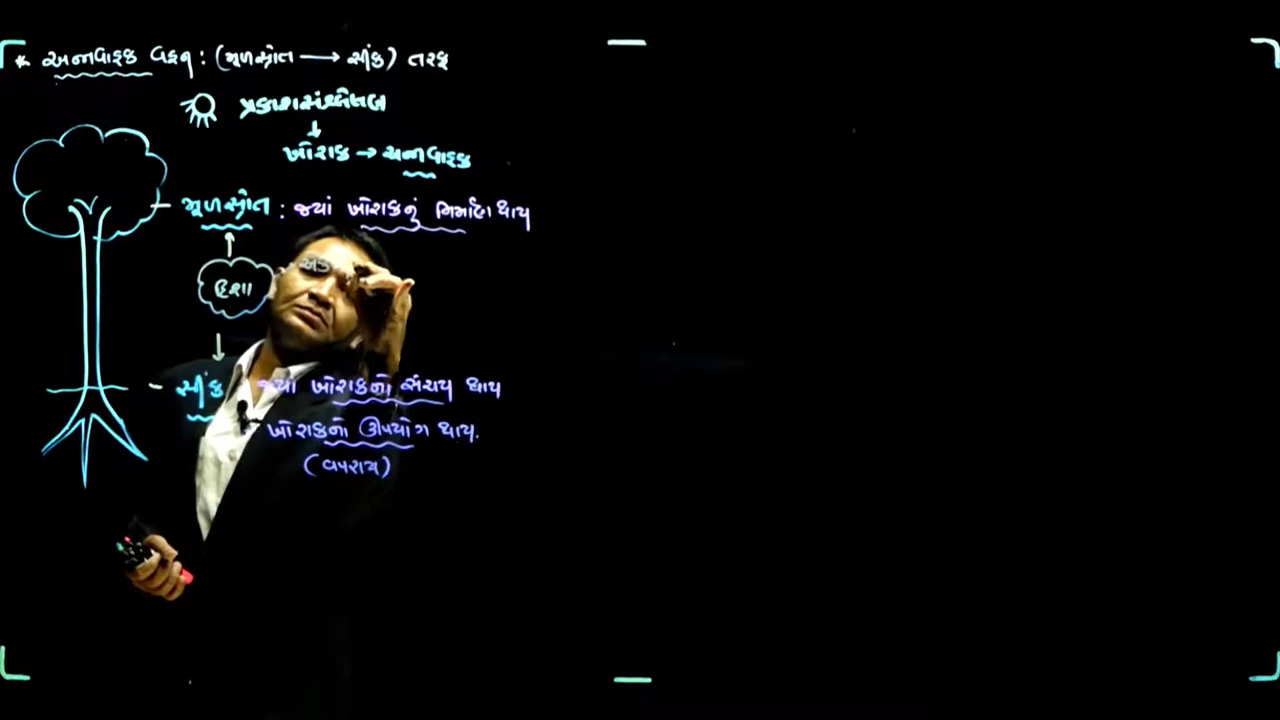 * અન્નવાહક વહન : (મૂળસ્રોત → સીંક) તરફ
પ્રકાશસંશ્લેષણ
↓
ખોરાક → અન્નવાહક
- મૂળસ્રોત : જ્યાં ખોરાકનું નિર્માણ થાય
દિશા
- સીંક જ્યાં ખોરાકનો સંચય થાય
ખોરાકનો ઉપયોગ થાય.
(વપરાય)